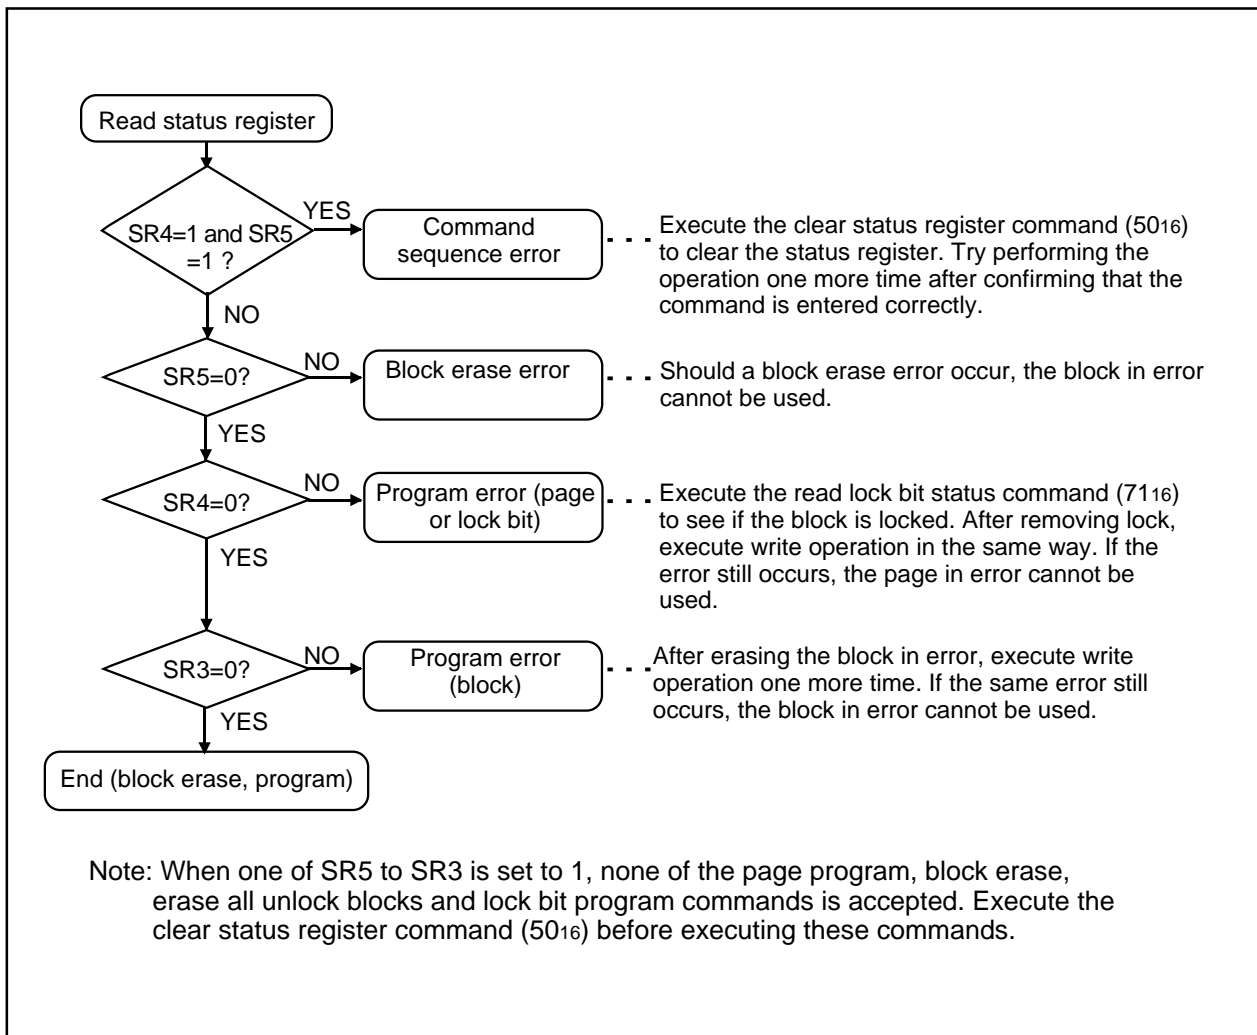 Read status register
SR4=1 and SR5
=1 ?
YES
Command
sequence error
Execute the clear status register command (5016)
to clear the status register. Try performing the
operation one more time after confirming that the
command is entered correctly.
NO
SR5=0?
NO
Block erase error
Should a block erase error occur, the block in error
cannot be used.
YES
SR4=0?
NO
Program error (page
or lock bit)
Execute the read lock bit status command (7116)
to see if the block is locked. After removing lock,
execute write operation in the same way. If the
error still occurs, the page in error cannot be
used.
YES
SR3=0?
NO
Program error
(block)
After erasing the block in error, execute write
operation one more time. If the same error still
occurs, the block in error cannot be used.
YES
End (block erase, program)
Note: When one of SR5 to SR3 is set to 1, none of the page program, block erase,
erase all unlock blocks and lock bit program commands is accepted. Execute the
clear status register command (5016) before executing these commands.